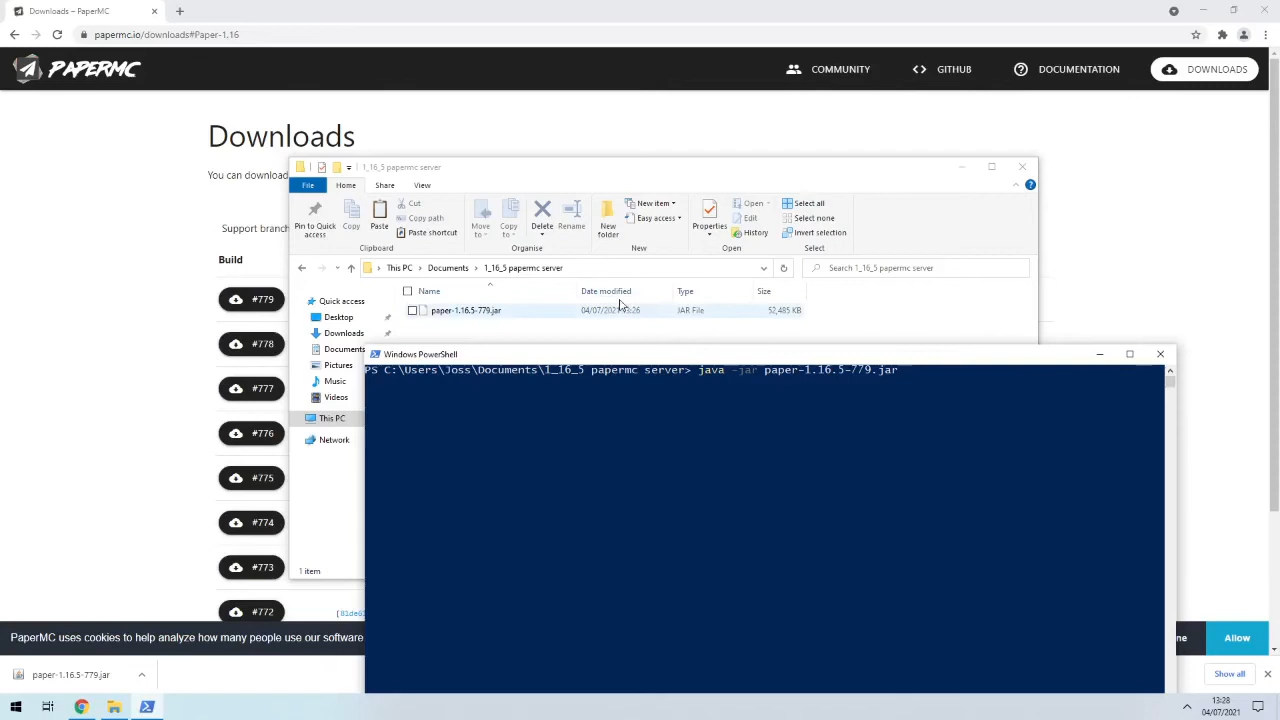 Downloads – PaperMC
papermc.io/downloads#Paper-1.16
PAPERMC
COMMUNITY
GITHUB
DOCUMENTATION
DOWNLOADS
Downloads
You can download
Support branch
Build
#779
#778
#777
#776
#775
#774
#773
#772
1_16_5 papermc server
File
Home
Share
View
Pin to Quick access
Copy
Paste
Cut
Copy path
Paste shortcut
Clipboard
Move to
Copy to
Delete
Rename
Organise
New folder
New item
Easy access
New
Properties
Open
Edit
History
Open
Select all
Select none
Invert selection
Select
This PC
Documents
1_16_5 papermc server
Search 1_16_5 papermc server
Name
Date modified
Type
Size
paper-1.16.5-779.jar
04/07/2021
JAR File
52,485 KB
Quick access
Desktop
Downloads
Documents
Pictures
Music
Videos
This PC
Network
1 item
Windows PowerShell
PS C:\Users\Joss\Documents\1_16_5 papermc server> java -jar paper-1.16.5-779.jar
PaperMC uses cookies to help analyze how many people use our software
Allow
paper-1.16.5-779.jar
Show all
13:28
04/07/2021